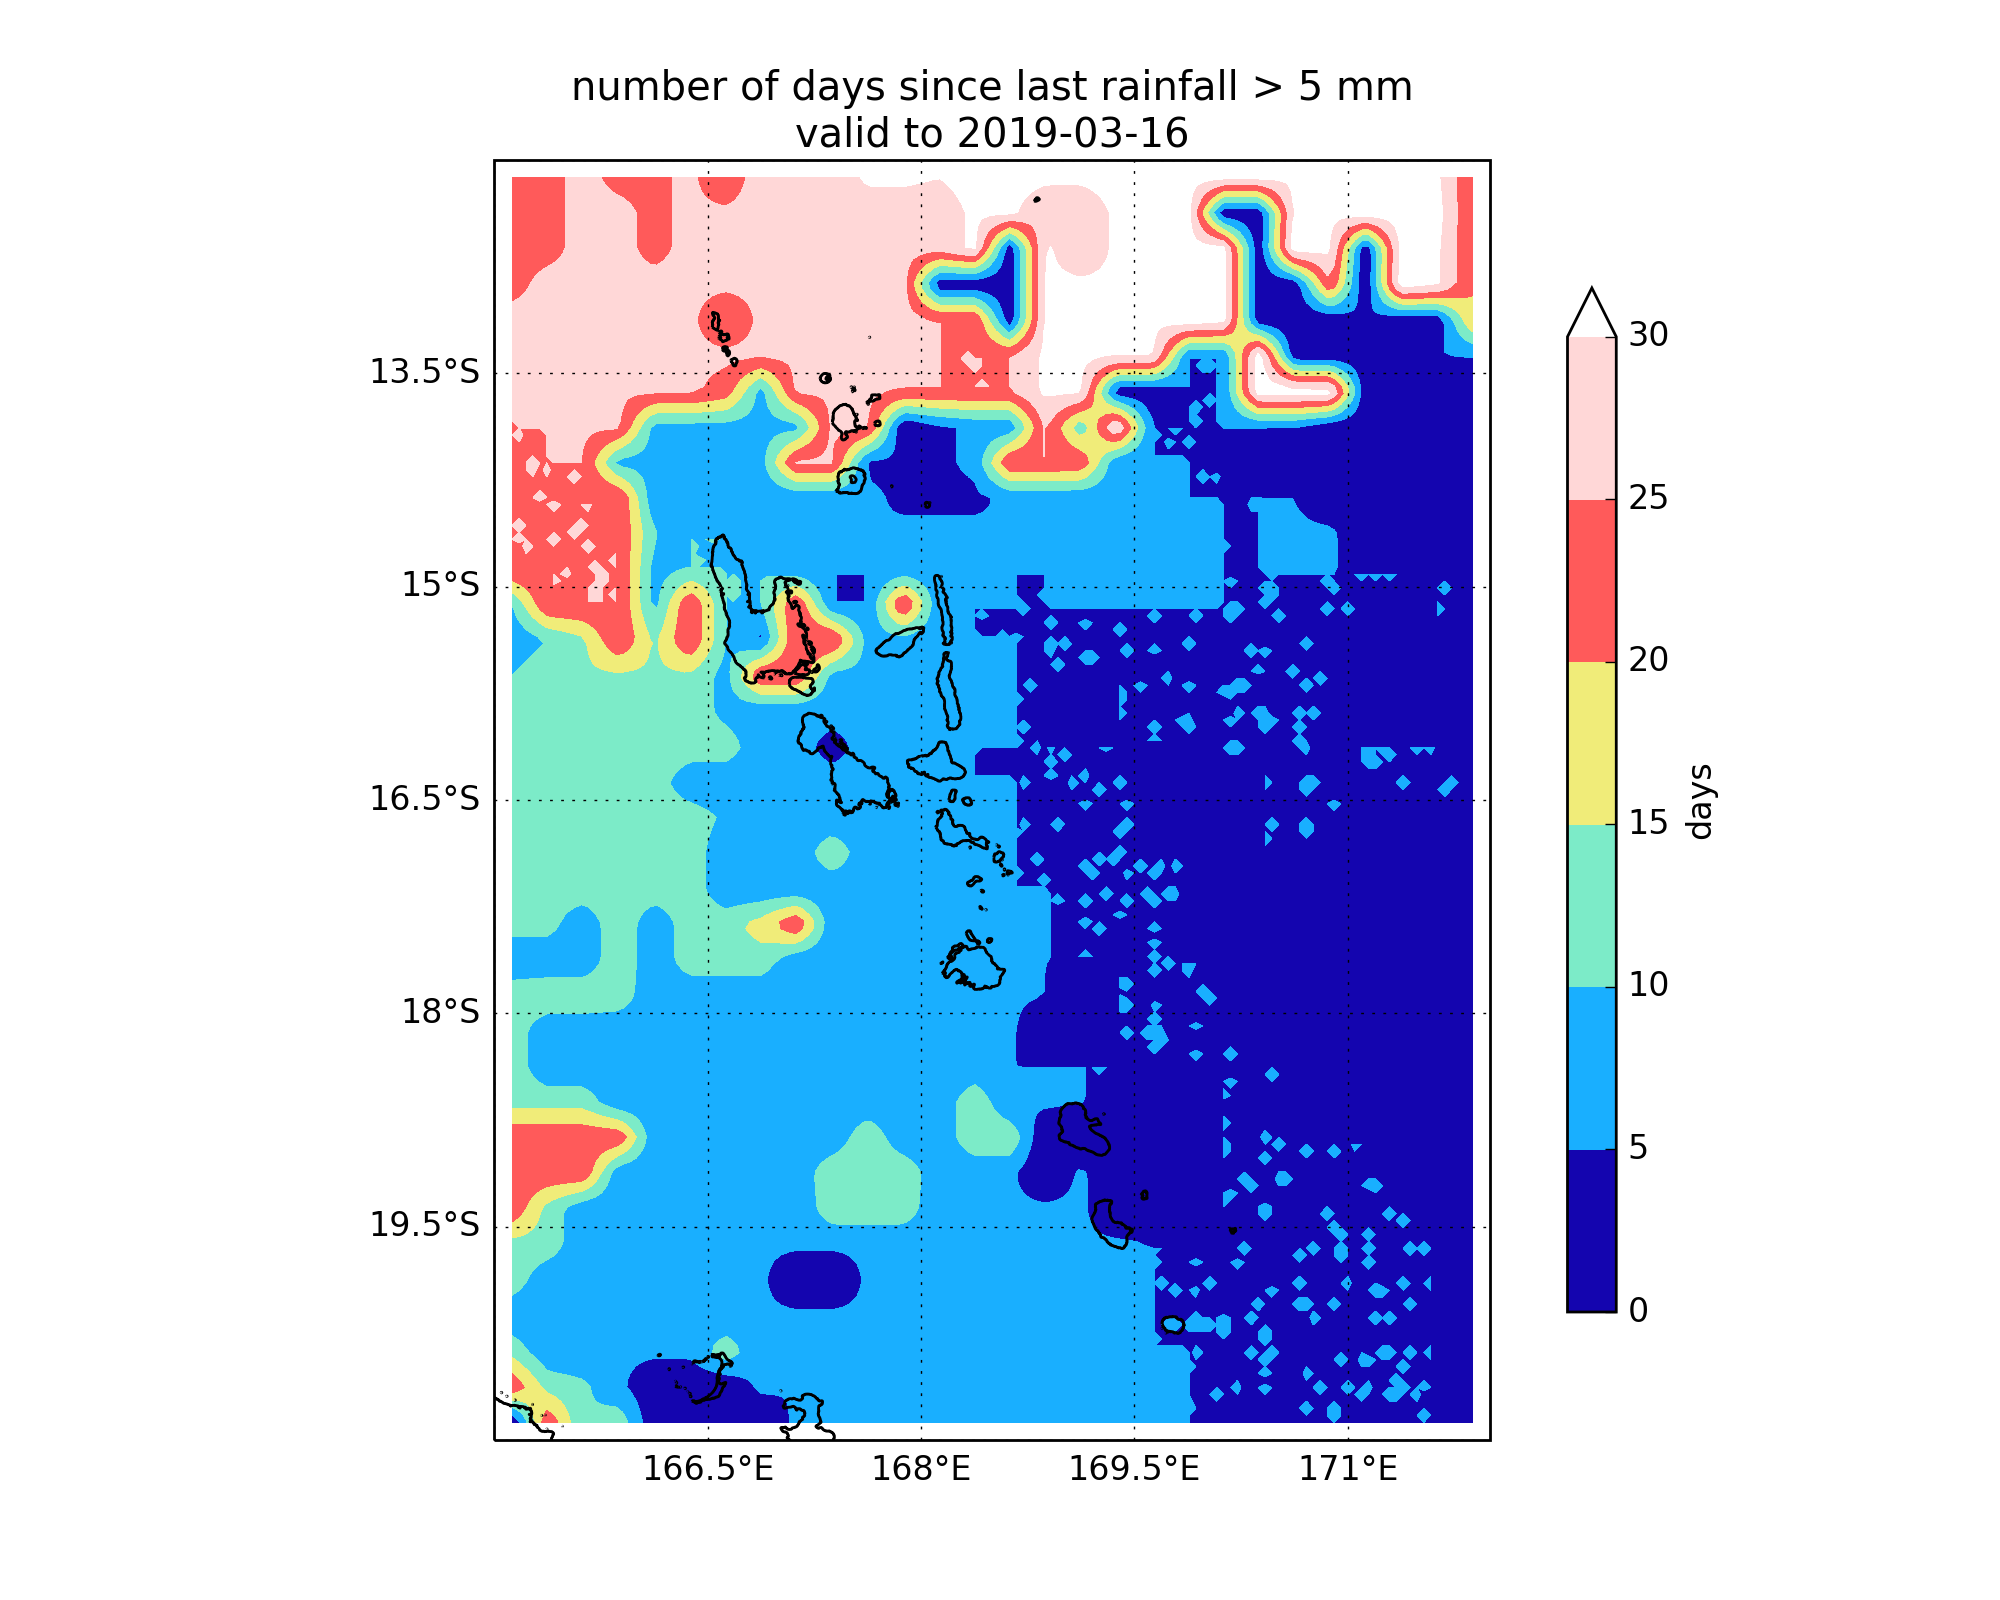 number of days since last rainfall > 5 mm
valid to 2019-03-16
13.5°S
15°S
16.5°S
18°S
19.5°S
166.5°E
168°E
169.5°E
171°E
30
25
20
15
10
5
0
days